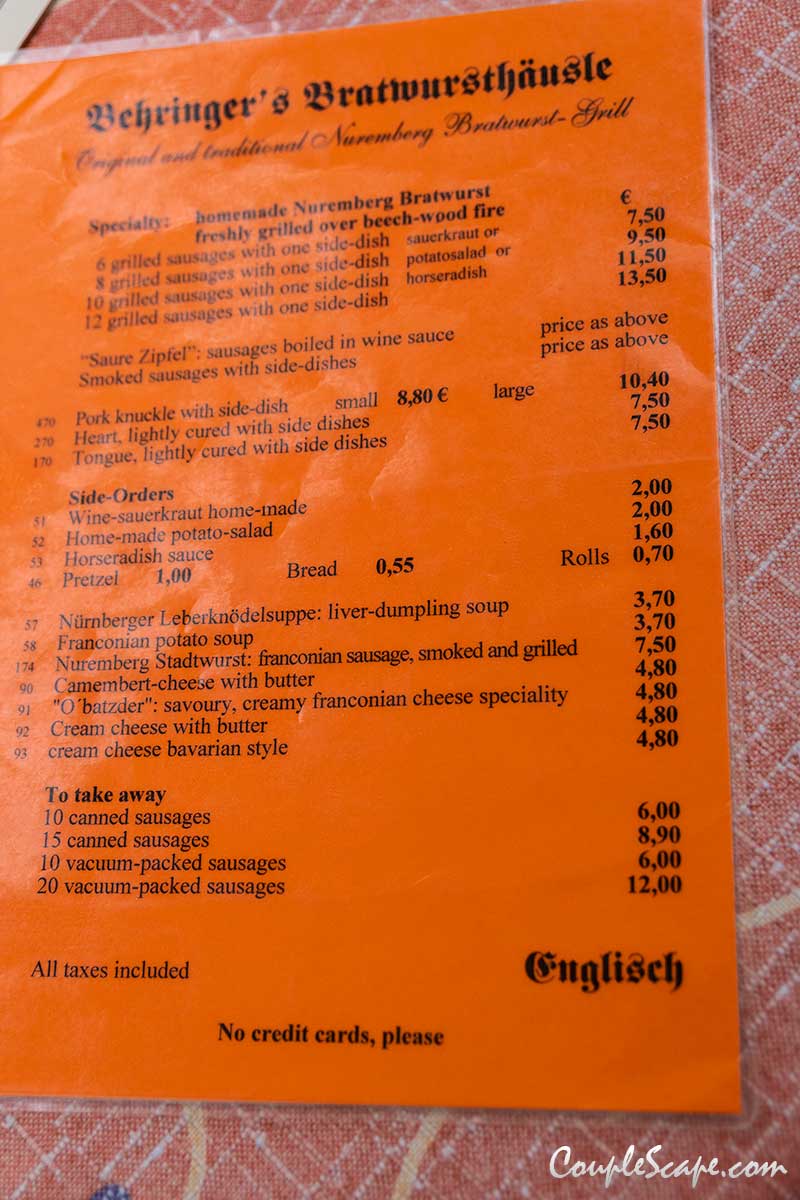 Behringer's Bratwursthäusle
Original and traditional Nuremberg Bratwurst-Grill
Specialty: homemade Nuremberg Bratwurst €
freshly grilled over beech-wood fire
6 grilled sausages with one side-dish sauerkraut or 7,50
8 grilled sausages with one side-dish potatosalad or 9,50
10 grilled sausages with one side-dish horseradish 11,50
12 grilled sausages with one side-dish 13,50
"Saure Zipfel": sausages boiled in wine sauce price as above
Smoked sausages with side-dishes price as above
470 Pork knuckle with side-dish small 8,80 € large 10,40
270 Heart, lightly cured with side dishes 7,50
170 Tongue, lightly cured with side dishes 7,50
Side-Orders
51 Wine-sauerkraut home-made 2,00
52 Home-made potato-salad 2,00
53 Horseradish sauce 1,60
46 Pretzel 1,00 Bread 0,55 Rolls 0,70
57 Nürnberger Leberknödelsuppe: liver-dumpling soup 3,70
58 Franconian potato soup 3,70
174 Nuremberg Stadtwurst: franconian sausage, smoked and grilled 7,50
90 Camembert-cheese with butter 4,80
91 "O´batzder": savoury, creamy franconian cheese speciality 4,80
92 Cream cheese with butter 4,80
93 cream cheese bavarian style 4,80
To take away
10 canned sausages 6,00
15 canned sausages 8,90
10 vacuum-packed sausages 6,00
20 vacuum-packed sausages 12,00
All taxes included Englisch
No credit cards, please
CoupleScape.com